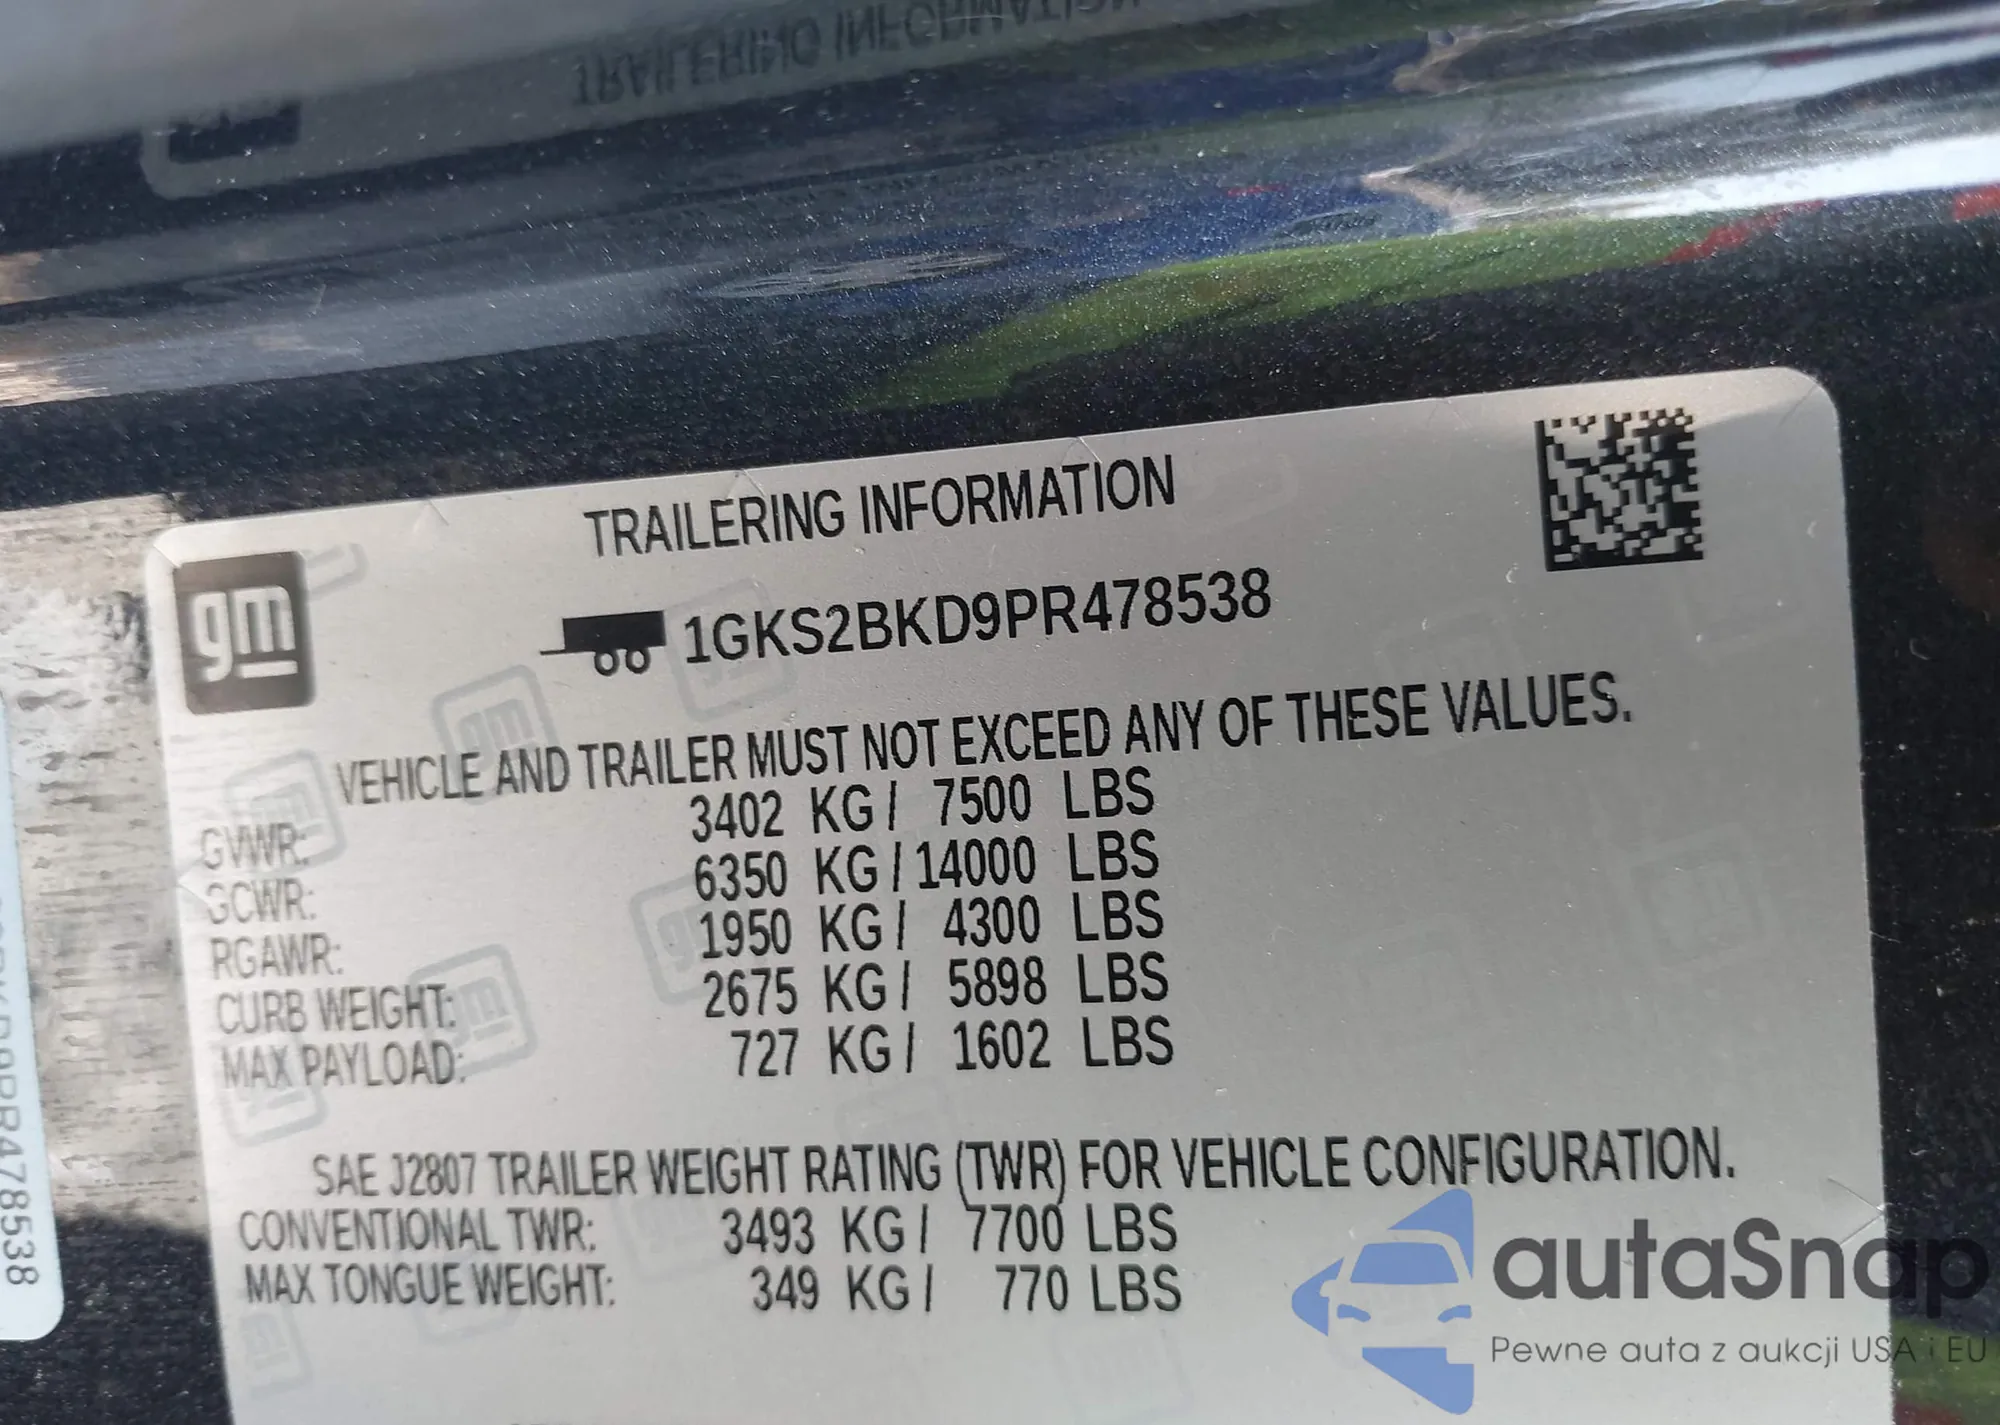 TRAILERING INFORMATION
TRAILERING INFORMATION
gm
1GKS2BKD9PR478538
VEHICLE AND TRAILER MUST NOT EXCEED ANY OF THESE VALUES.
GVWR: 3402 KG / 7500 LBS
GCWR: 6350 KG / 14000 LBS
RGAWR: 1950 KG / 4300 LBS
CURB WEIGHT: 2675 KG / 5898 LBS
MAX PAYLOAD: 727 KG / 1602 LBS
SAE J2807 TRAILER WEIGHT RATING (TWR) FOR VEHICLE CONFIGURATION.
CONVENTIONAL TWR: 3493 KG / 7700 LBS
MAX TONGUE WEIGHT: 349 KG / 770 LBS
PR478538
autaSnap
Pewne auta z aukcji USA i EU